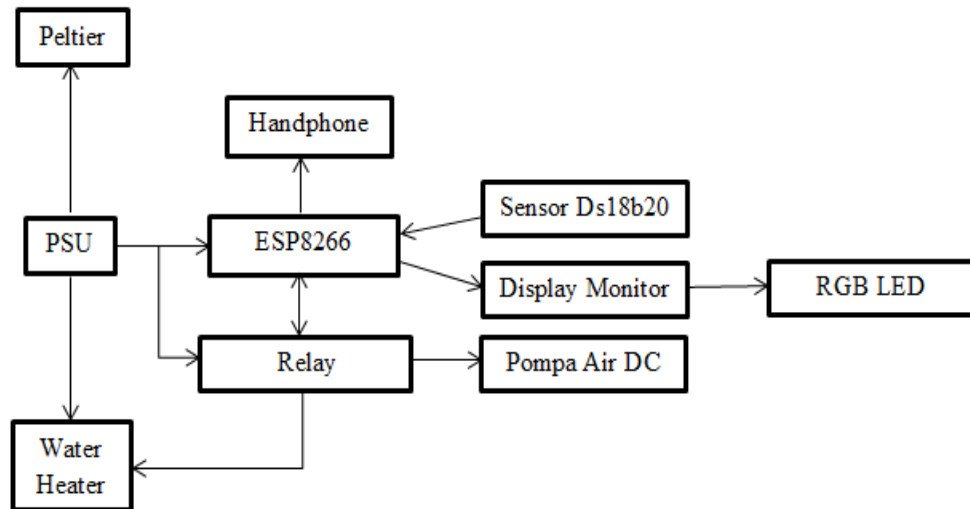 Peltier
Handphone
Sensor Ds18b20
PSU
ESP8266
Display Monitor
RGB LED
Relay
Pompa Air DC
Water
Heater